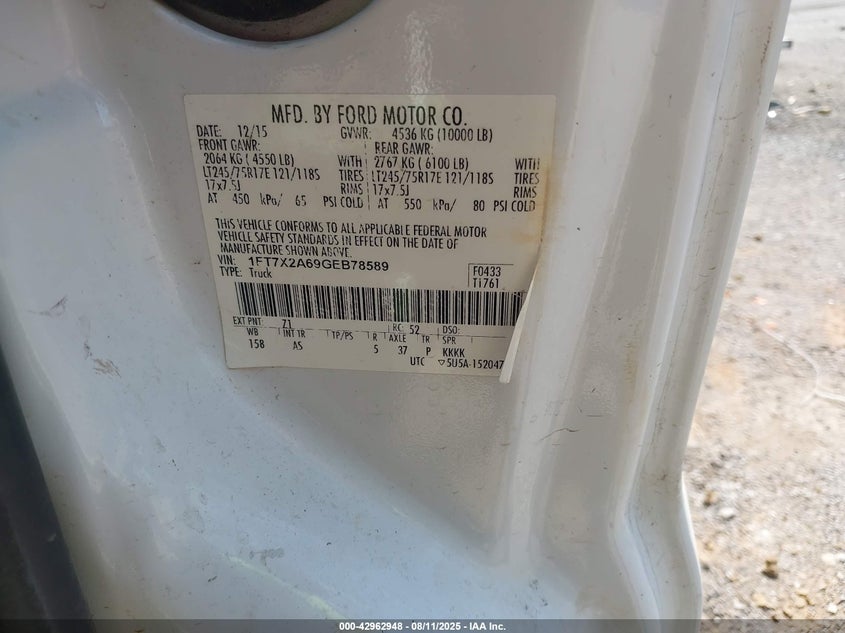 MFD. BY FORD MOTOR CO.
DATE: 12/15 GVWR: 4536 KG (10000 LB)
FRONT GAWR: REAR GAWR:
2064 KG ( 4550 LB) WITH 2767 KG ( 6100 LB) WITH
LT245/75R17E 121/118S TIRES LT245/75R17E 121/118S TIRES
17x7.5J RIMS 17x7.5J RIMS
AT 450 kPa/ 65 PSI COLD AT 550 kPa/ 80 PSI COLD
THIS VEHICLE CONFORMS TO ALL APPLICABLE FEDERAL MOTOR
VEHICLE SAFETY STANDARDS IN EFFECT ON THE DATE OF
MANUFACTURE SHOWN ABOVE.
VIN: 1FT7X2A69GEB78589 F0433
TYPE: Truck T1761
EXT PNT: Z1 RC: 52 DSO:
WB INT TR TP/PS R AXLE TR SPR
158 AS 5 37 P KKKK
UTC ▽5U5A-152047
000-42962948 - 08/11/2025 - IAA Inc.